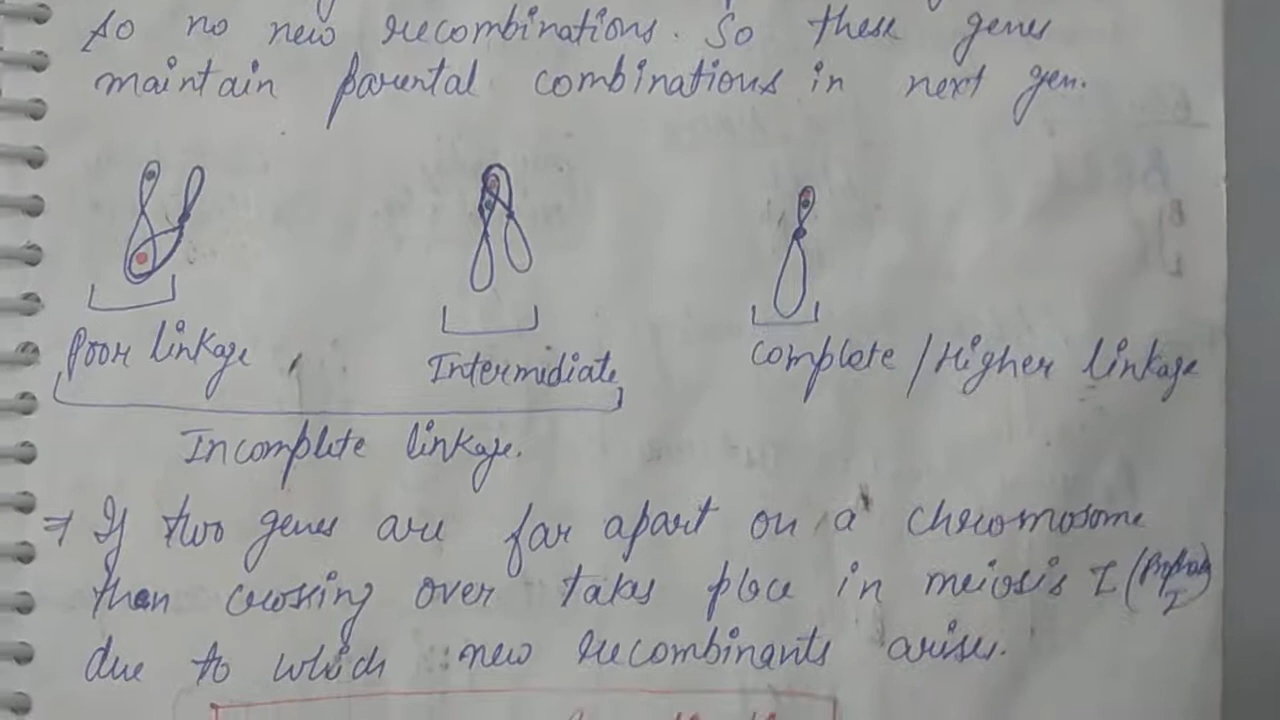 so no new recombinations. So these genes
maintain parental combinations in next gen.
Poor linkage
Intermediate
Complete / Higher linkage
Incomplete linkage.
⇒ If two genes are far apart on a chromosome
then crossing over takes place in meiosis I (Prophase I)
due to which new recombinants arises.